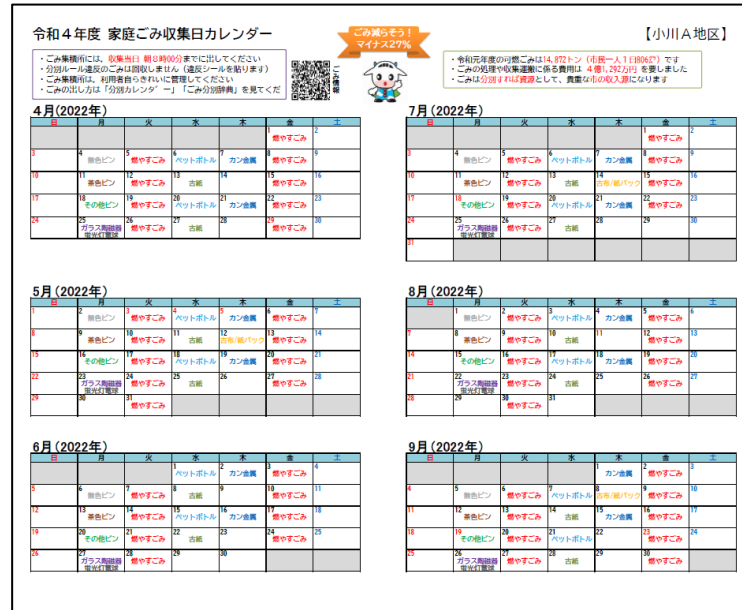 令和4年度 家庭ごみ収集日カレンダー
ごみ減らそう!
マイナス27%
【小川A地区】
・ごみ集積所には、収集当日 朝8時00分までに出してください
・分別ルール違反のごみは回収しません(違反シールを貼ります)
・ごみ集積所は、利用者自らきれいに管理してください
・ごみの出し方は「分別カレンダー」「ごみ分別辞典」を見てくだ
ごみ情報
・令和元年度の可燃ごみは14,872トン(市民一人1日806㌘)です
・ごみの処理や収集運搬に係る費用は 4億1,292万円 を要しました
・ごみは分別すれば資源として、貴重な市の収入源になります
4月(2022年)
日 月 火 水 木 金 土
1 2
燃やすごみ
3 4 5 6 7 8 9
無色ビン 燃やすごみ ペットボトル カン金属 燃やすごみ
10 11 12 13 14 15 16
茶色ビン 燃やすごみ 古紙 燃やすごみ
17 18 19 20 21 22 23
その他ビン 燃やすごみ ペットボトル カン金属 燃やすごみ
24 25 26 27 28 29 30
ガラス陶磁器 燃やすごみ 古紙 燃やすごみ
蛍光灯電球
7月(2022年)
日 月 火 水 木 金 土
1 2
燃やすごみ
3 4 5 6 7 8 9
無色ビン 燃やすごみ ペットボトル カン金属 燃やすごみ
10 11 12 13 14 15 16
茶色ビン 燃やすごみ 古紙 古布/紙パック 燃やすごみ
17 18 19 20 21 22 23
その他ビン 燃やすごみ ペットボトル カン金属 燃やすごみ
24 25 26 27 28 29 30
ガラス陶磁器 燃やすごみ 古紙
蛍光灯電球
31
5月(2022年)
日 月 火 水 木 金 土
1 2 3 4 5 6 7
無色ビン 燃やすごみ ペットボトル カン金属 燃やすごみ
8 9 10 11 12 13 14
茶色ビン 燃やすごみ 古紙 古布/紙パック 燃やすごみ
15 16 17 18 19 20 21
その他ビン 燃やすごみ ペットボトル カン金属 燃やすごみ
22 23 24 25 26 27 28
ガラス陶磁器 燃やすごみ 古紙 燃やすごみ
蛍光灯電球
29 30 31
燃やすごみ
8月(2022年)
日 月 火 水 木 金 土
1 2 3 4 5 6
無色ビン 燃やすごみ ペットボトル カン金属 燃やすごみ
7 8 9 10 11 12 13
茶色ビン 燃やすごみ 古紙 燃やすごみ
14 15 16 17 18 19 20
その他ビン 燃やすごみ ペットボトル カン金属 燃やすごみ
21 22 23 24 25 26 27
ガラス陶磁器 燃やすごみ 古紙 燃やすごみ
蛍光灯電球
28 29 30 31
燃やすごみ
6月(2022年)
日 月 火 水 木 金 土
1 2 3 4
ペットボトル カン金属 燃やすごみ
5 6 7 8 9 10 11
無色ビン 燃やすごみ 古紙 燃やすごみ
12 13 14 15 16 17 18
茶色ビン 燃やすごみ ペットボトル カン金属 燃やすごみ
19 20 21 22 23 24 25
その他ビン 燃やすごみ 古紙 燃やすごみ
26 27 28 29 30
ガラス陶磁器 燃やすごみ
蛍光灯電球
9月(2022年)
日 月 火 水 木 金 土
1 2 3
カン金属 燃やすごみ
4 5 6 7 8 9 10
無色ビン 燃やすごみ ペットボトル 古布/紙パック 燃やすごみ
11 12 13 14 15 16 17
茶色ビン 燃やすごみ 古紙 カン金属 燃やすごみ
18 19 20 21 22 23 24
その他ビン 燃やすごみ ペットボトル 燃やすごみ
25 26 27 28 29 30
ガラス陶磁器 燃やすごみ 古紙 燃やすごみ
蛍光灯電球